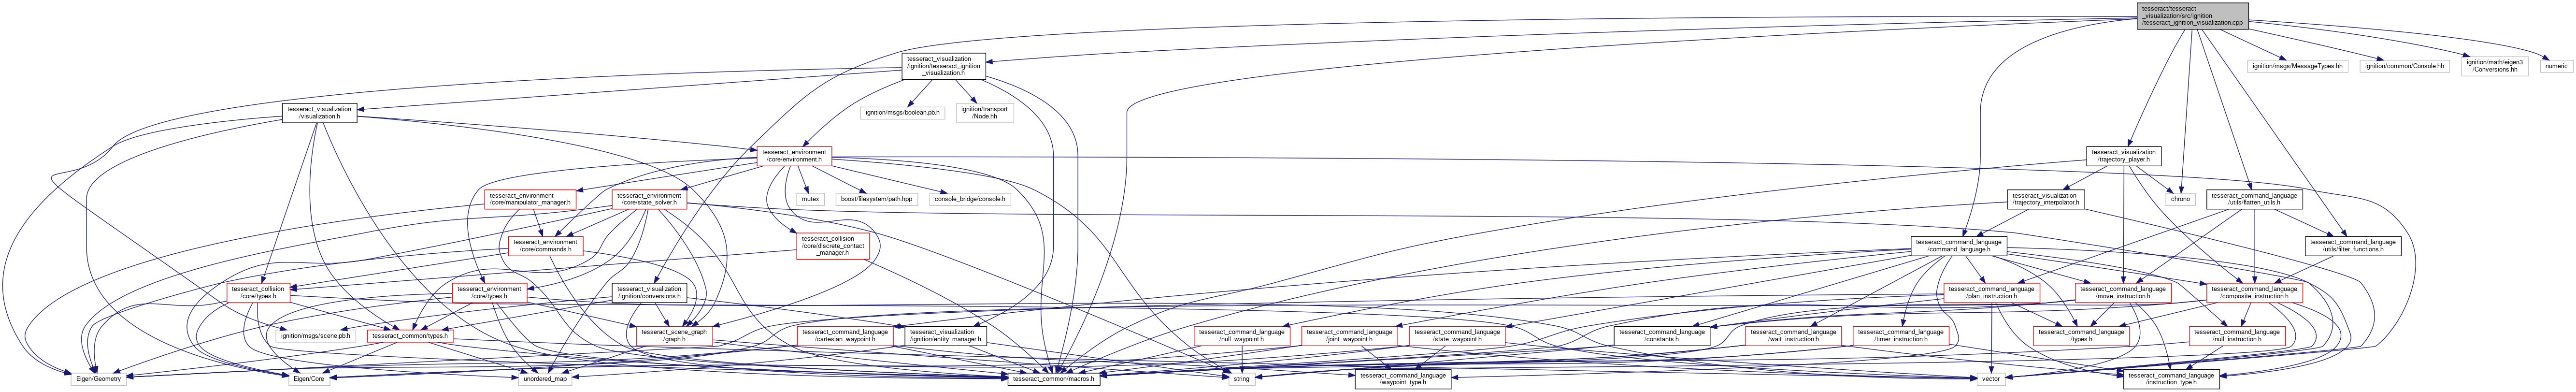 tesseract/tesseract
_visualization/src/ignition
/tesseract_ignition_visualization.cpp
tesseract_visualization
/ignition/tesseract_ignition
_visualization.h
ignition/msgs/MessageTypes.hh
ignition/common/Console.hh
ignition/math/eigen3
/Conversions.hh
numeric
tesseract_visualization
/visualization.h
ignition/msgs/boolean.pb.h
ignition/transport
/Node.hh
tesseract_environment
/core/environment.h
tesseract_visualization
/trajectory_player.h
tesseract_environment
/core/manipulator_manager.h
tesseract_environment
/core/state_solver.h
mutex
boost/filesystem/path.hpp
console_bridge/console.h
tesseract_visualization
/trajectory_interpolator.h
chrono
tesseract_command_language
/utils/flatten_utils.h
tesseract_environment
/core/commands.h
tesseract_collision
/core/discrete_contact
_manager.h
tesseract_command_language
/command_language.h
tesseract_command_language
/utils/filter_functions.h
tesseract_collision
/core/types.h
tesseract_environment
/core/types.h
tesseract_visualization
/ignition/conversions.h
tesseract_command_language
/plan_instruction.h
tesseract_command_language
/move_instruction.h
tesseract_command_language
/composite_instruction.h
ignition/msgs/scene.pb.h
tesseract_common/types.h
tesseract_scene_graph
/graph.h
tesseract_command_language
/cartesian_waypoint.h
tesseract_visualization
/ignition/entity_manager.h
tesseract_command_language
/null_waypoint.h
tesseract_command_language
/joint_waypoint.h
tesseract_command_language
/state_waypoint.h
tesseract_command_language
/constants.h
tesseract_command_language
/wait_instruction.h
tesseract_command_language
/timer_instruction.h
tesseract_command_language
/types.h
tesseract_command_language
/null_instruction.h
Eigen/Geometry
Eigen/Core
unordered_map
tesseract_common/macros.h
string
tesseract_command_language
/waypoint_type.h
vector
tesseract_command_language
/instruction_type.h